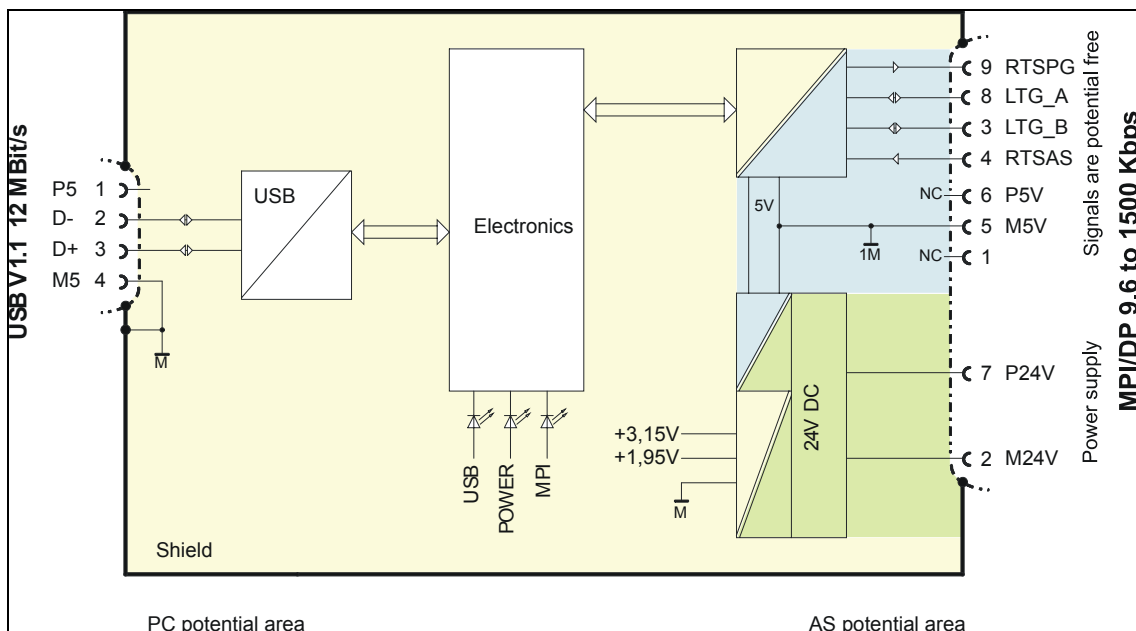 USB V1.1 12 MBit/s
P5 1
D- 2
D+ 3
M5 4
M
USB
Electronics
USB
POWER
MPI
+3,15V
+1,95V
M
5V
1M
24V DC
9 RTSPG
8 LTG_A
3 LTG_B
4 RTSAS
NC 6 P5V
5 M5V
NC 1
7 P24V
2 M24V
Signals are potential free
Power supply
MPI/DP 9.6 to 1500 Kbps
Shield
PC potential area
AS potential area